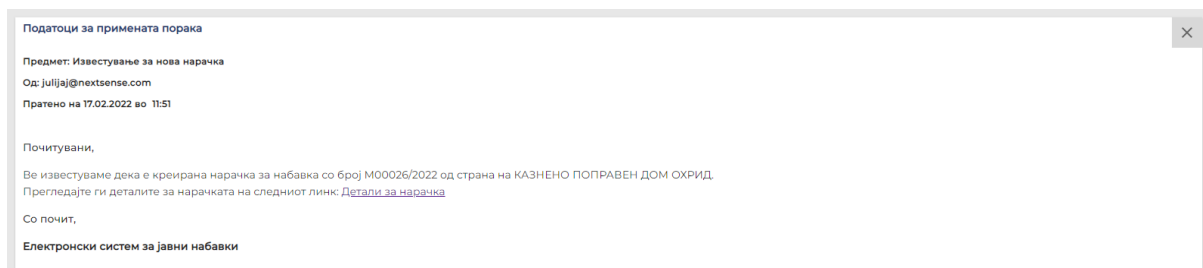 Податоци за примената порака
Предмет: Известување за нова нарачка
Од: julijaj@nextsense.com
Пратено на 17.02.2022 во 11:51
Почитувани,
Ве известуваме дека е креирана нарачка за набавка со број М00026/2022 од страна на КАЗНЕНО ПОПРАВЕН ДОМ ОХРИД.
Прегледајте ги деталите за нарачката на следниот линк: Детали за нарачка
Со почит,
Електронски систем за јавни набавки